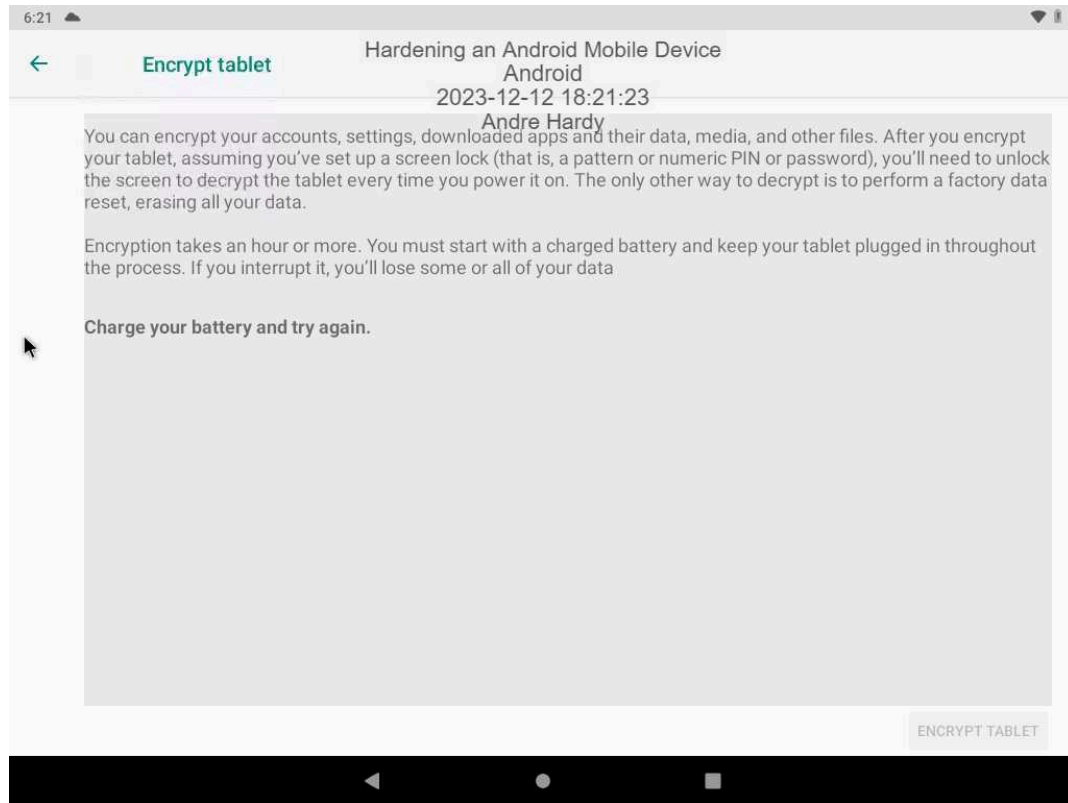 6:21
Encrypt tablet
Hardening an Android Mobile Device
Android
2023-12-12 18:21:23
Andre Hardy
You can encrypt your accounts, settings, downloaded apps and their data, media, and other files. After you encrypt
your tablet, assuming you've set up a screen lock (that is, a pattern or numeric PIN or password), you'll need to unlock
the screen to decrypt the tablet every time you power it on. The only other way to decrypt is to perform a factory data
reset, erasing all your data.
Encryption takes an hour or more. You must start with a charged battery and keep your tablet plugged in throughout
the process. If you interrupt it, you'll lose some or all of your data
Charge your battery and try again.
ENCRYPT TABLET